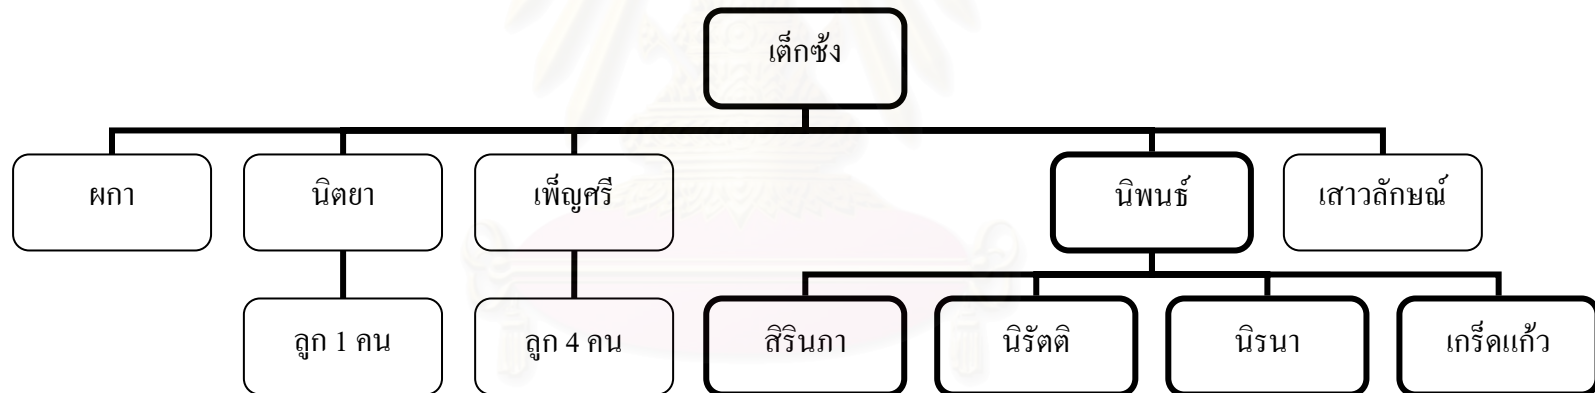 เต็กซ้ง
ผกา
นิตยา
เพ็ญศรี
นิพนธ์
เสาวลักษณ์
ลูก 1 คน
ลูก 4 คน
สิรินภา
นิรัตติ
นิรนา
เกร็ดแก้ว